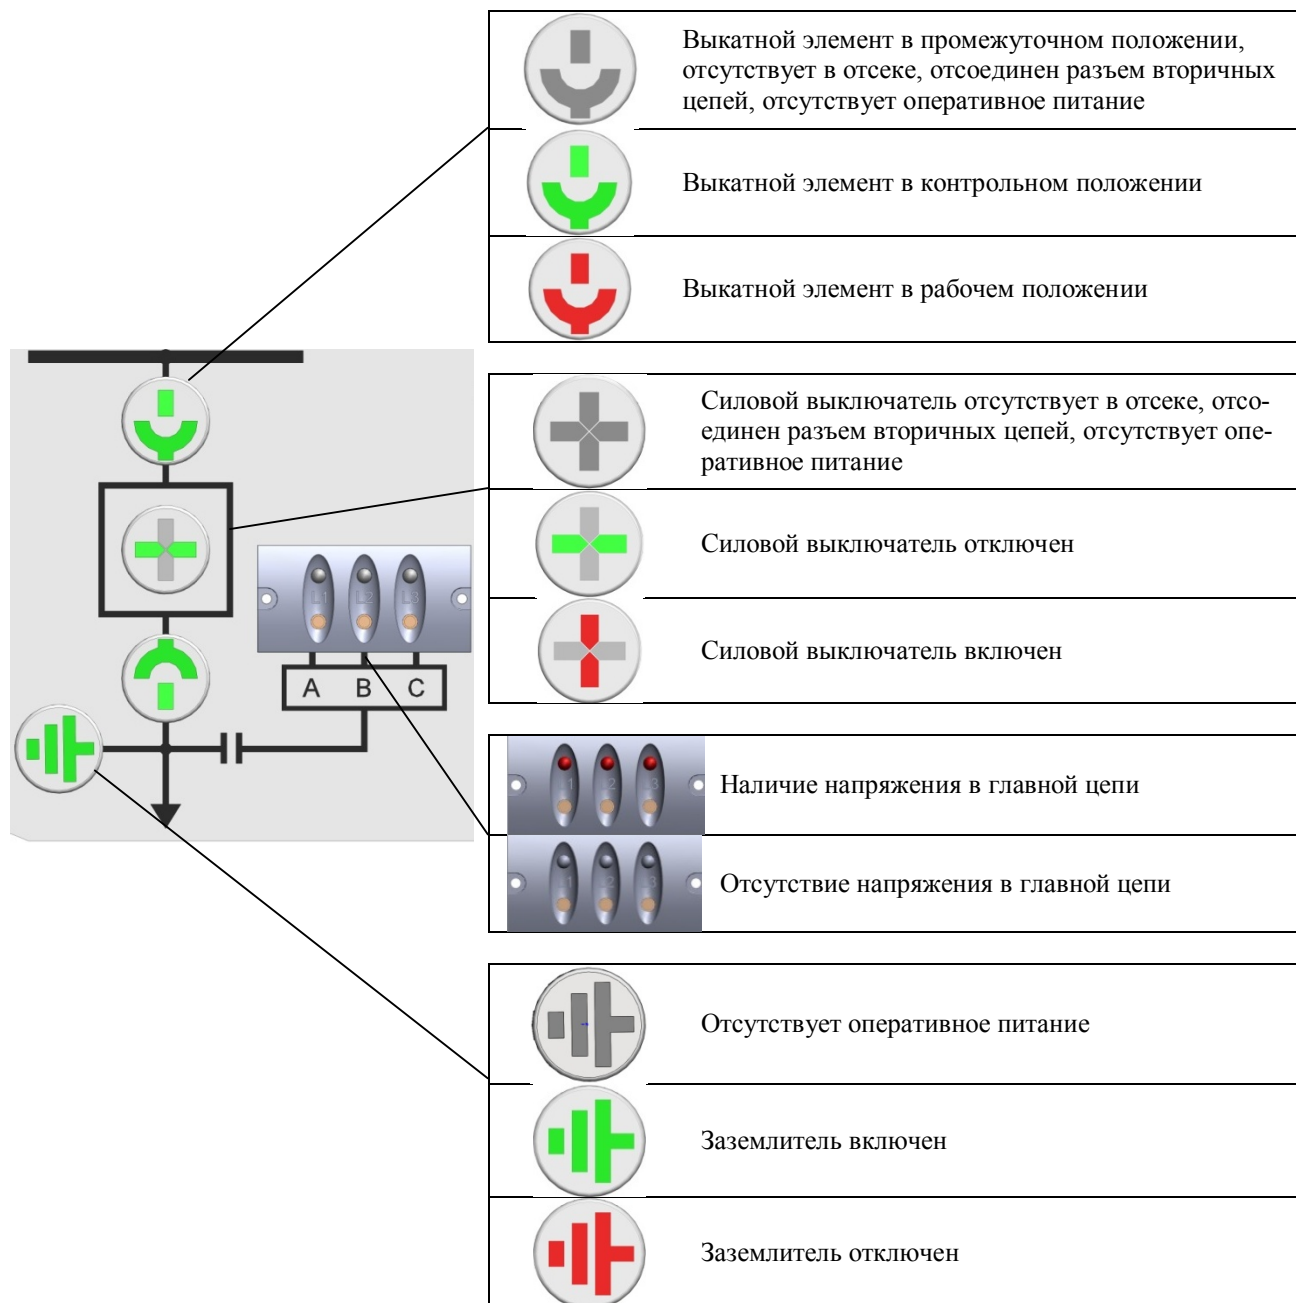 Выкатной элемент в промежуточном положении,
отсутствует в отсеке, отсоединен разъем вторичных
цепей, отсутствует оперативное питание
Выкатной элемент в контрольном положении
Выкатной элемент в рабочем положении
Силовой выключатель отсутствует в отсеке, отсо-
единен разъем вторичных цепей, отсутствует опе-
ративное питание
Силовой выключатель отключен
Силовой выключатель включен
L1 L2 L3
A B C
Наличие напряжения в главной цепи
Отсутствие напряжения в главной цепи
Отсутствует оперативное питание
Заземлитель включен
Заземлитель отключен